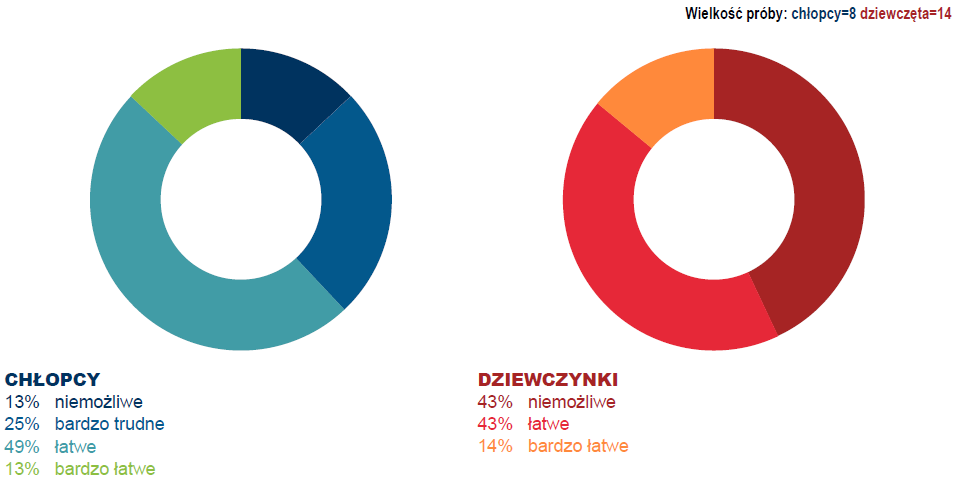 Wielkość próby: chłopcy=8 dziewczęta=14
CHŁOPCY
13% niemożliwe
25% bardzo trudne
49% łatwe
13% bardzo łatwe
DZIEWCZYNKI
43% niemożliwe
43% łatwe
14% bardzo łatwe